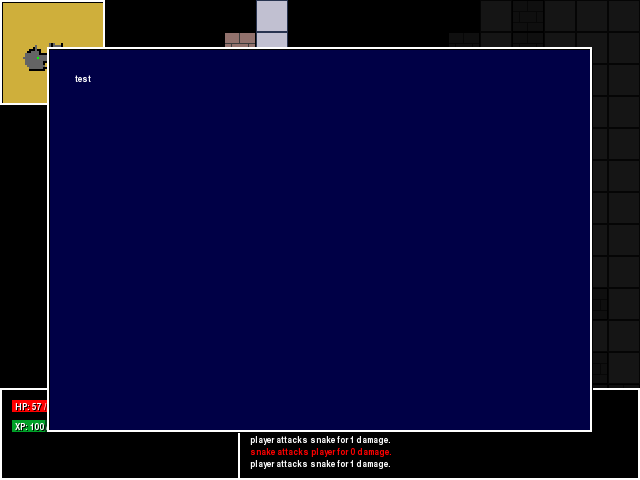 test
HP: 57 /
XP: 100
player attacks snake for 1 damage.
snake attacks player for 0 damage.
player attacks snake for 1 damage.